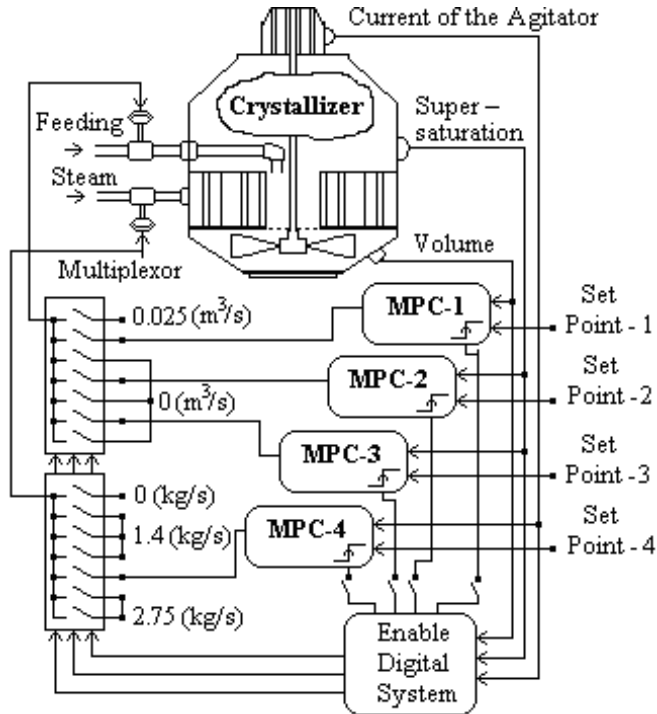 Current of the Agitator
Crystallizer
Super –
saturation
Feeding
Steam
Volume
Multiplexor
0.025 (m³/s)
MPC-1
Set
Point - 1
MPC-2
Set
Point - 2
0 (m³/s)
MPC-3
Set
Point - 3
0 (kg/s)
1.4 (kg/s)
MPC-4
Set
Point - 4
2.75 (kg/s)
Enable
Digital
System